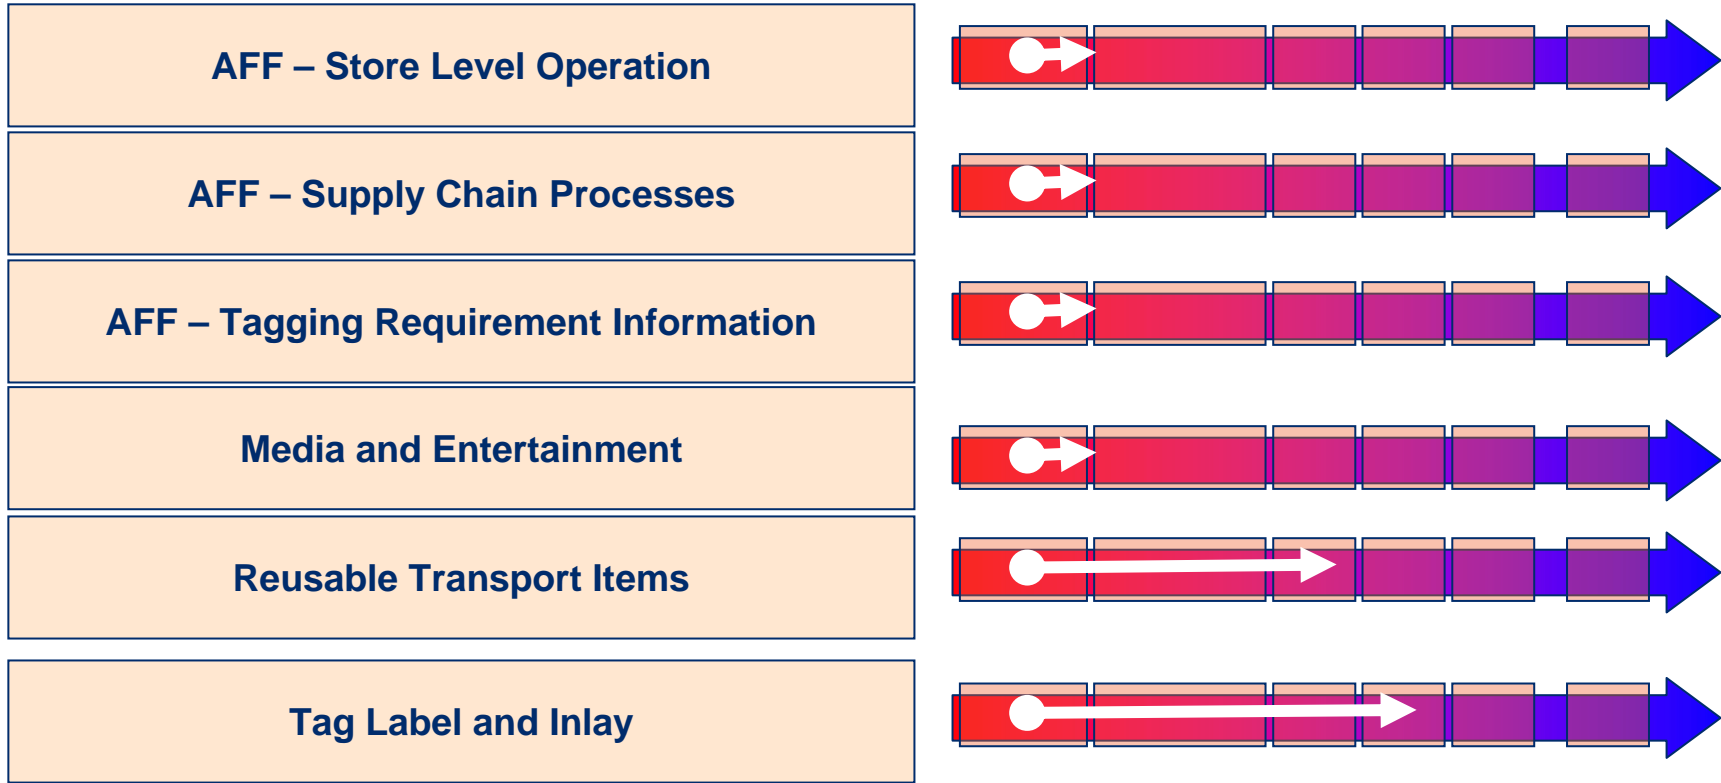 AFF – Store Level Operation
AFF – Supply Chain Processes
AFF – Tagging Requirement Information
Media and Entertainment
Reusable Transport Items
Tag Label and Inlay